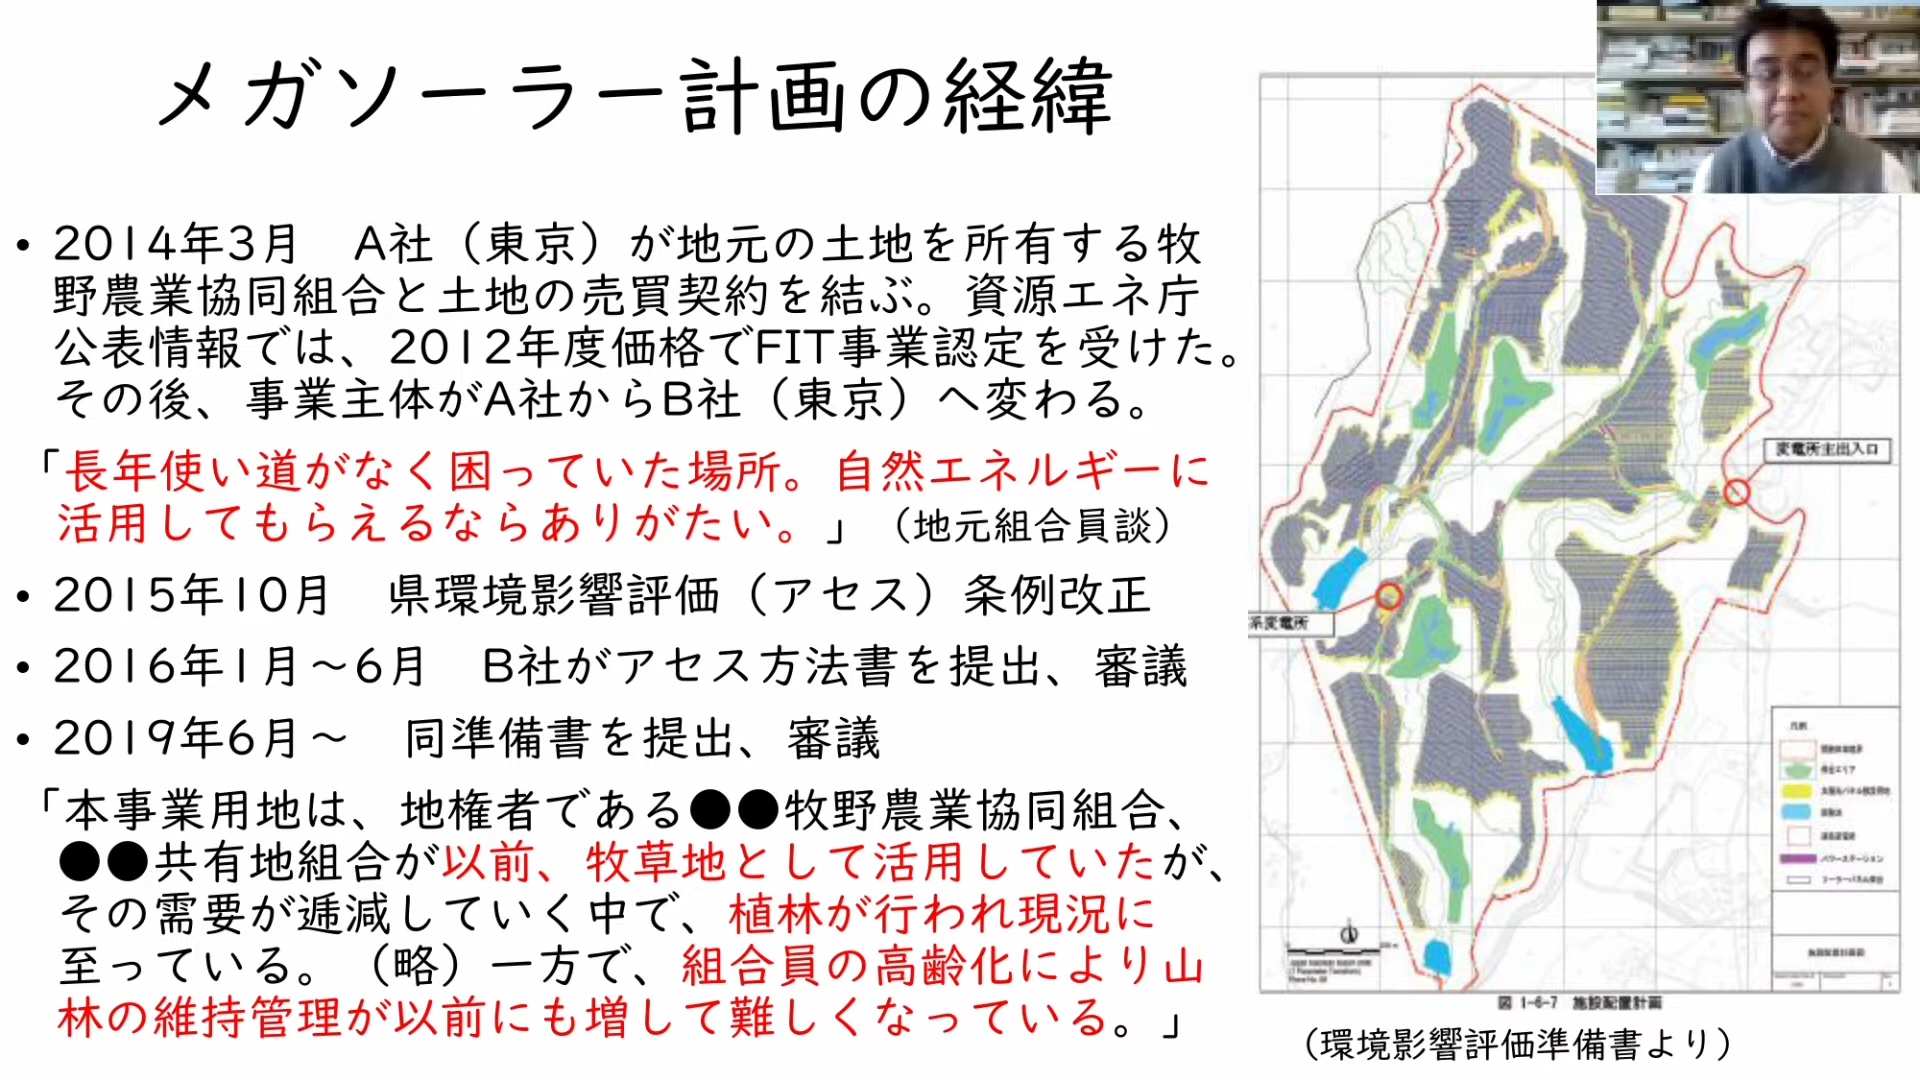 メガソーラー計画の経緯
• 2014年3月　A社（東京）が地元の土地を所有する牧
野農業協同組合と土地の売買契約を結ぶ。資源エネ庁
公表情報では、2012年度価格でFIT事業認定を受けた。
その後、事業主体がA社からB社（東京）へ変わる。
「長年使い道がなく困っていた場所。自然エネルギーに
活用してもらえるならありがたい。」（地元組合員談）
• 2015年10月　県環境影響評価（アセス）条例改正
• 2016年1月～6月　B社がアセス方法書を提出、審議
• 2019年6月～　同準備書を提出、審議
「本事業用地は、地権者である●●牧野農業協同組合、
●●共有地組合が以前、牧草地として活用していたが、
その需要が逓減していく中で、植林が行われ現況に
至っている。（略）一方で、組合員の高齢化により山
林の維持管理が以前にも増して難しくなっている。」
変電所主出入口
系変電所
凡例
パワーステーション
図 1-6-7　施設配置計画
（環境影響評価準備書より）